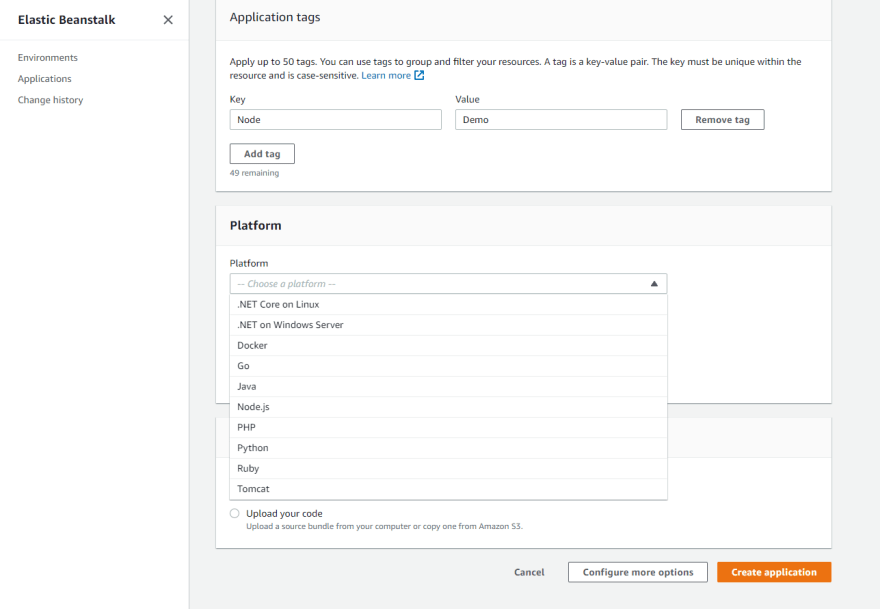 Elastic Beanstalk
Environments
Applications
Change history
Application tags
Apply up to 50 tags. You can use tags to group and filter your resources. A tag is a key-value pair. The key must be unique within the
resource and is case-sensitive. Learn more
Key Value
Node Demo Remove tag
Add tag
49 remaining
Platform
Platform
-- Choose a platform --
.NET Core on Linux
.NET on Windows Server
Docker
Go
Java
Node.js
PHP
Python
Ruby
Tomcat
Upload your code
Upload a source bundle from your computer or copy one from Amazon S3.
Cancel Configure more options Create application